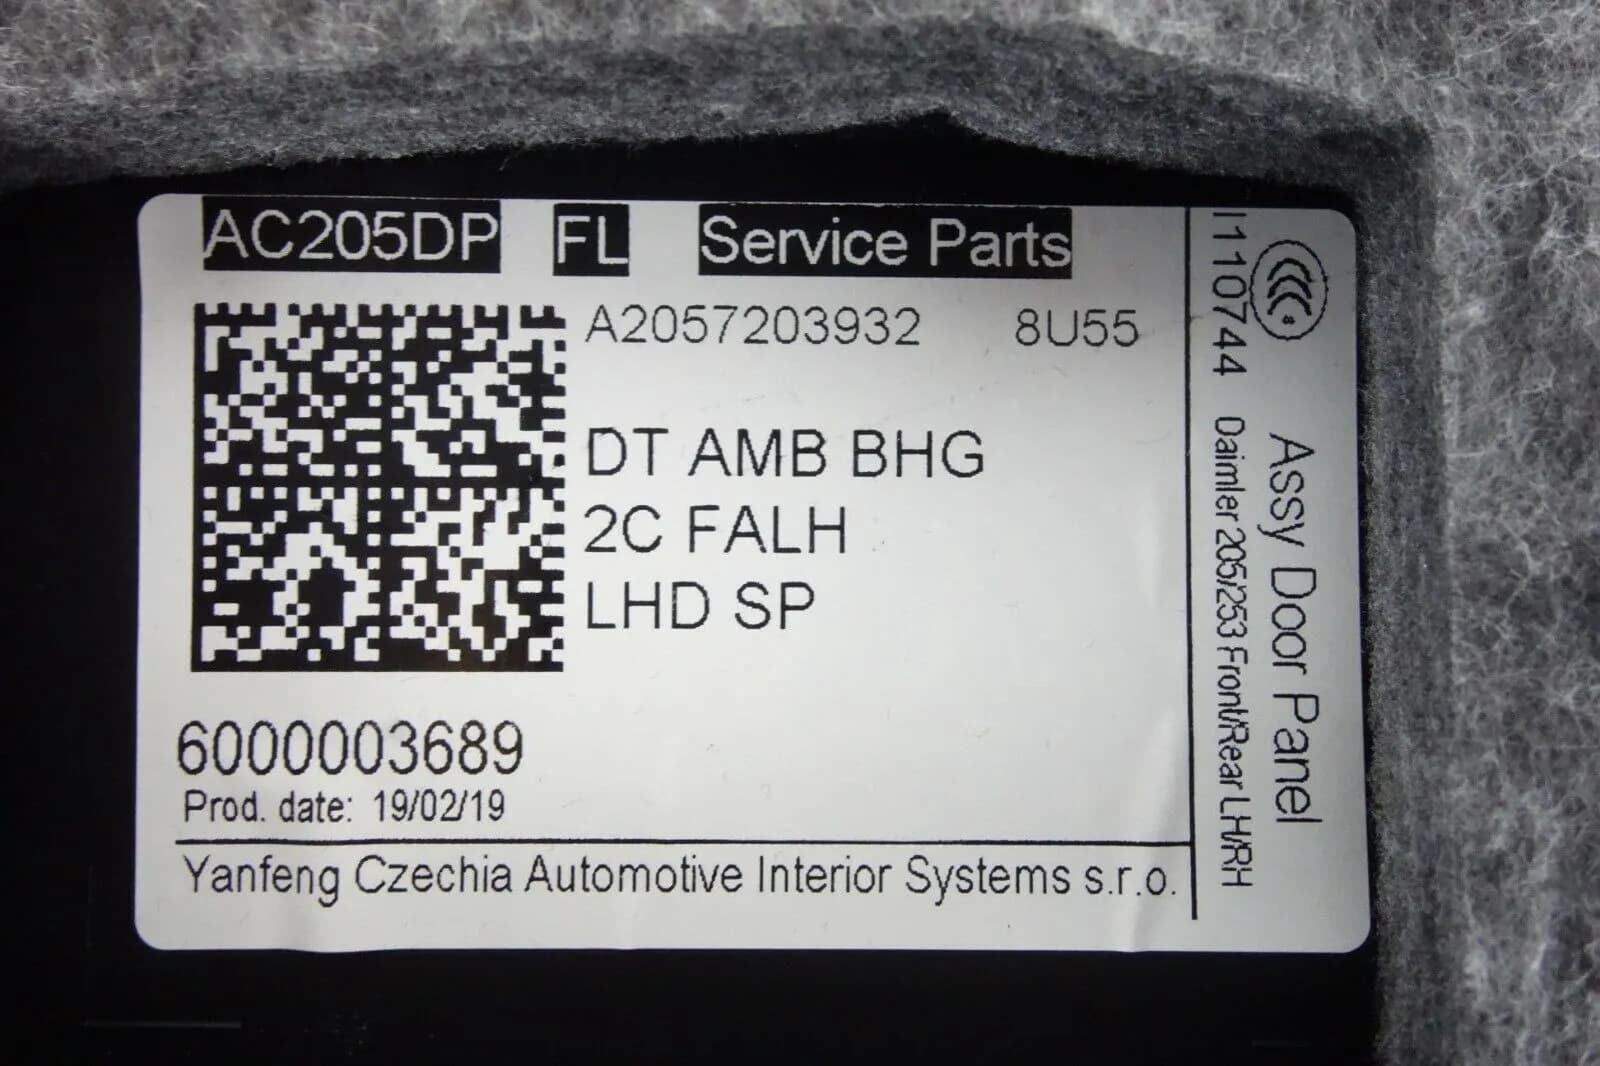 AC205DP FL Service Parts
A2057203932 8U55
DT AMB BHG
2C FALH
LHD SP
6000003689
Prod. date: 19/02/19
Yanfeng Czechia Automotive Interior Systems s.r.o.
Assy Door Panel
I110744 Daimler 205/253 Front/Rear LH/RH